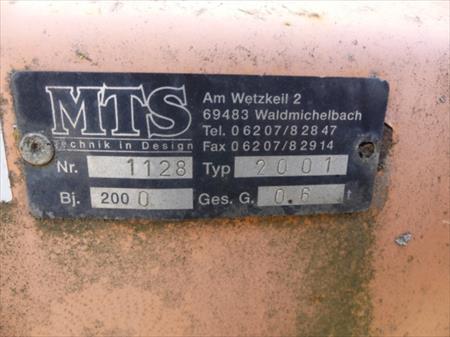 MTS
Technik in Design
Am Wetzkeil 2
69483 Waldmichelbach
Tel. 06207/82847
Fax 06207/82914
Nr. 1128 Typ 2001
Bj. 2000 Ges. G. 0.6 t